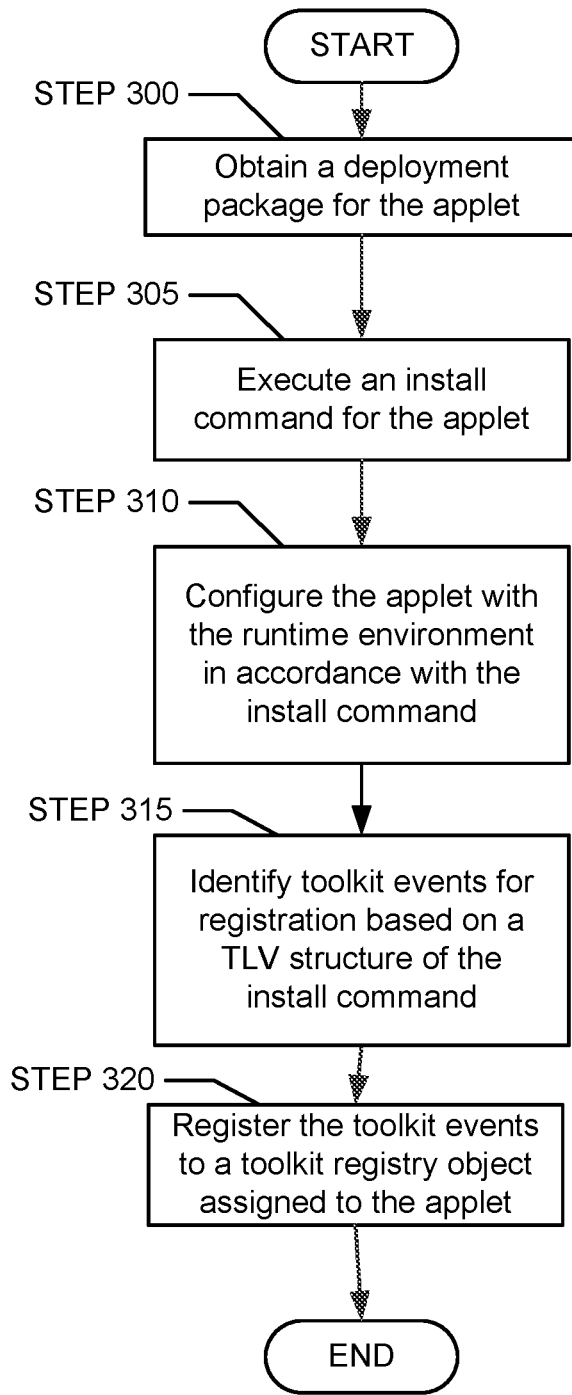 START
STEP 300
Obtain a deployment
package for the applet
STEP 305
Execute an install
command for the applet
STEP 310
Configure the applet with
the runtime environment
in accordance with the
install command
STEP 315
Identify toolkit events for
registration based on a
TLV structure of the
install command
STEP 320
Register the toolkit events
to a toolkit registry object
assigned to the applet
END